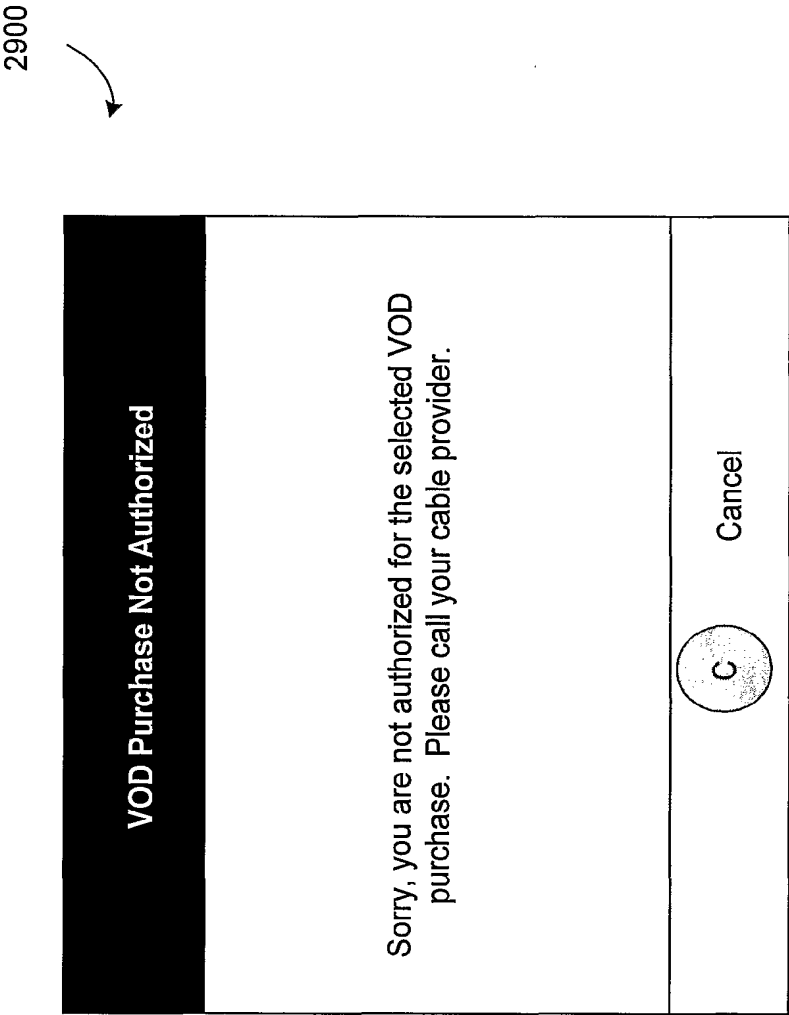 2900
VOD Purchase Not Authorized
Sorry, you are not authorized for the selected VOD
purchase. Please call your cable provider.
C
Cancel